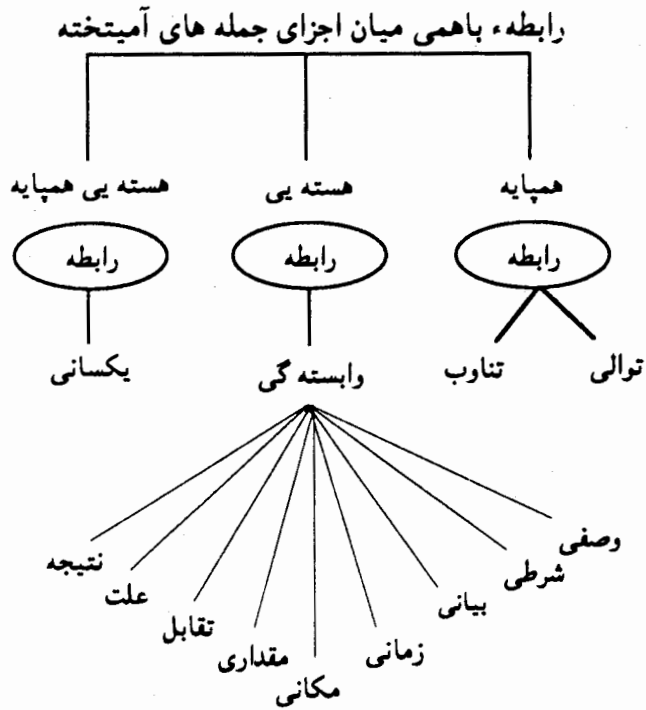 رابطهء باهمی میان اجزای جمله های آمیتخته
همپایه هسته یی هسته یی همپایه
رابطه رابطه رابطه
توالی تناوب وابسته گی یکسانی
وصفی
شرطی
بیانی
زمانی
مکانی
مقداری
تقابل
علت
نتیجه